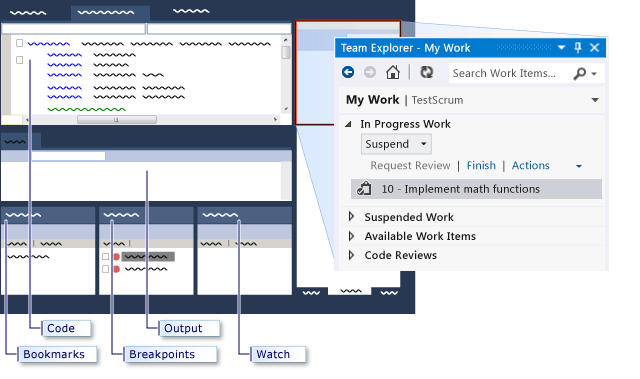 Team Explorer - My Work
Search Work Items...
My Work | TestScrum
In Progress Work
Suspend
Request Review | Finish | Actions
10 - Implement math functions
Suspended Work
Available Work Items
Code Reviews
Code
Output
Bookmarks
Breakpoints
Watch